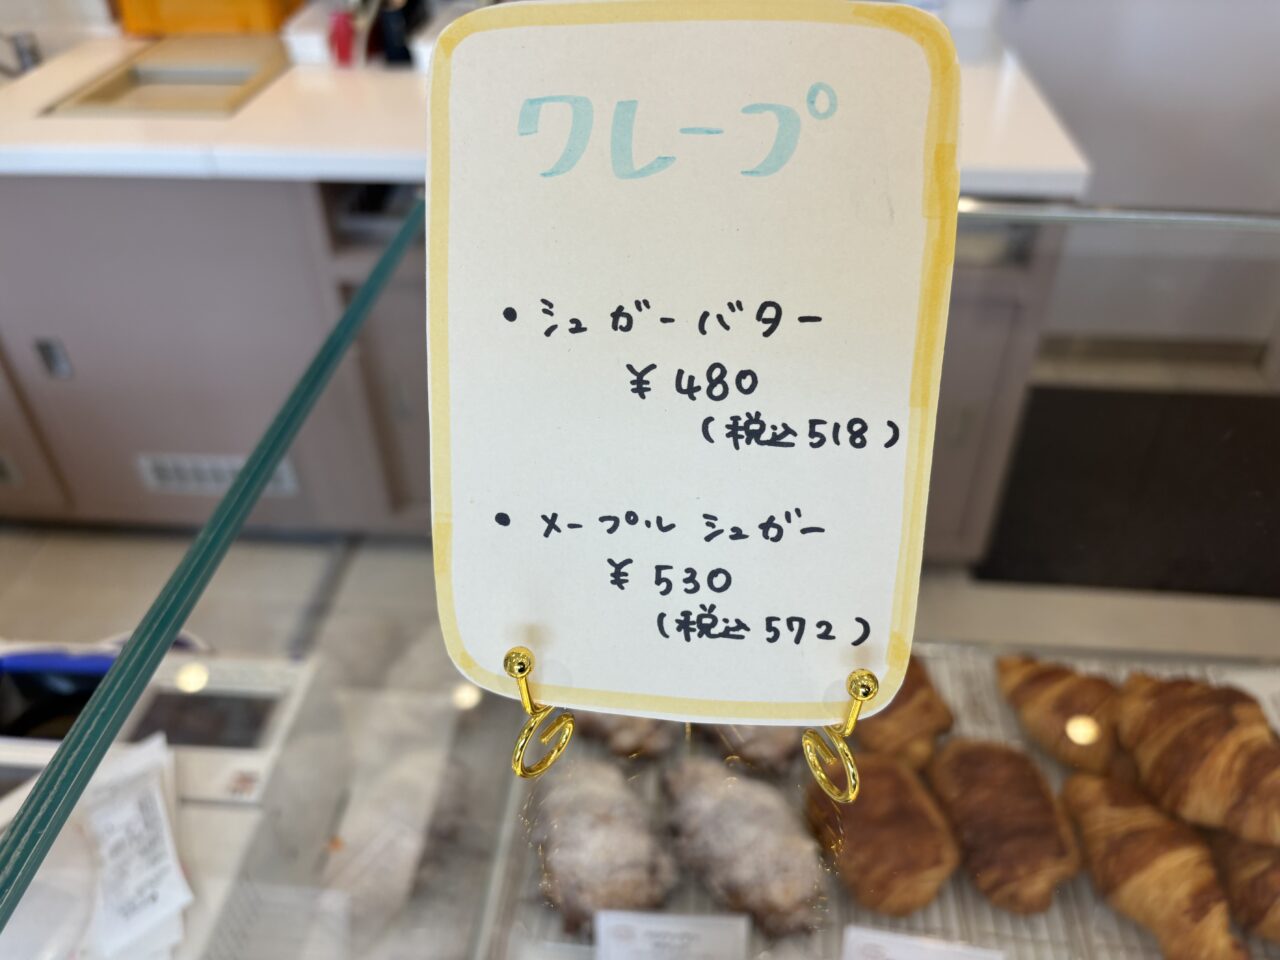 クレープ
・シュガーバター
¥480
(税込518)
・メープルシュガー
¥530
(税込572)